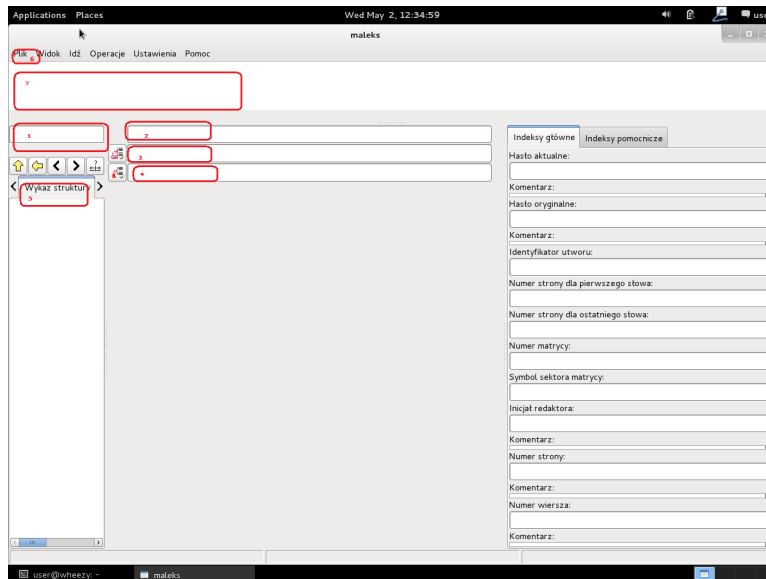 Applications Places Wed May 2, 12:34:59 use
maleks
Plik Widok Idź Operacje Ustawienia Pomoc
6
7
1 2
3
4
Wykaz struktury
5
Indeksy główne Indeksy pomocnicze
Hasło aktualne:
Komentarz:
Hasło oryginalne:
Komentarz:
Identyfikator utworu:
Numer strony dla pierwszego słowa:
Numer strony dla ostatniego słowa:
Numer matrycy:
Symbol sektora matrycy:
Inicjał redaktora:
Komentarz:
Numer strony:
Komentarz:
Numer wiersza:
Komentarz:
user@wheezy: ~ maleks